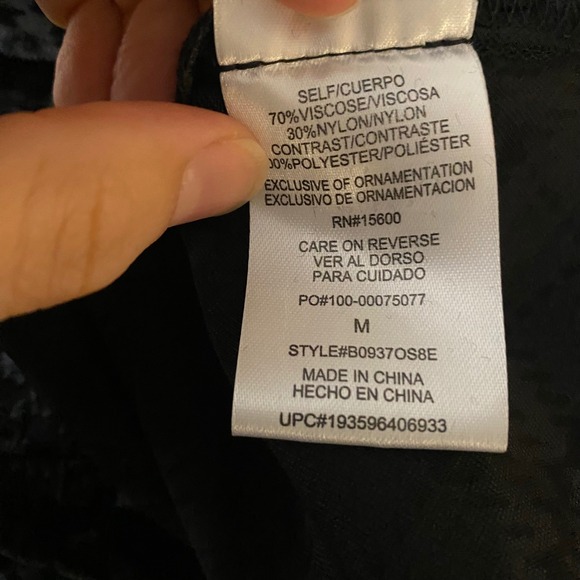 SELF/CUERPO
70%VISCOSE/VISCOSA
30%NYLON/NYLON
CONTRAST/CONTRASTE
00%POLYESTER/POLIÉSTER
EXCLUSIVE OF ORNAMENTATION
EXCLUSIVO DE ORNAMENTACION
RN#15600
CARE ON REVERSE
VER AL DORSO
PARA CUIDADO
PO#100-00075077
M
STYLE#B0937OS8E
MADE IN CHINA
HECHO EN CHINA
UPC#193596406933